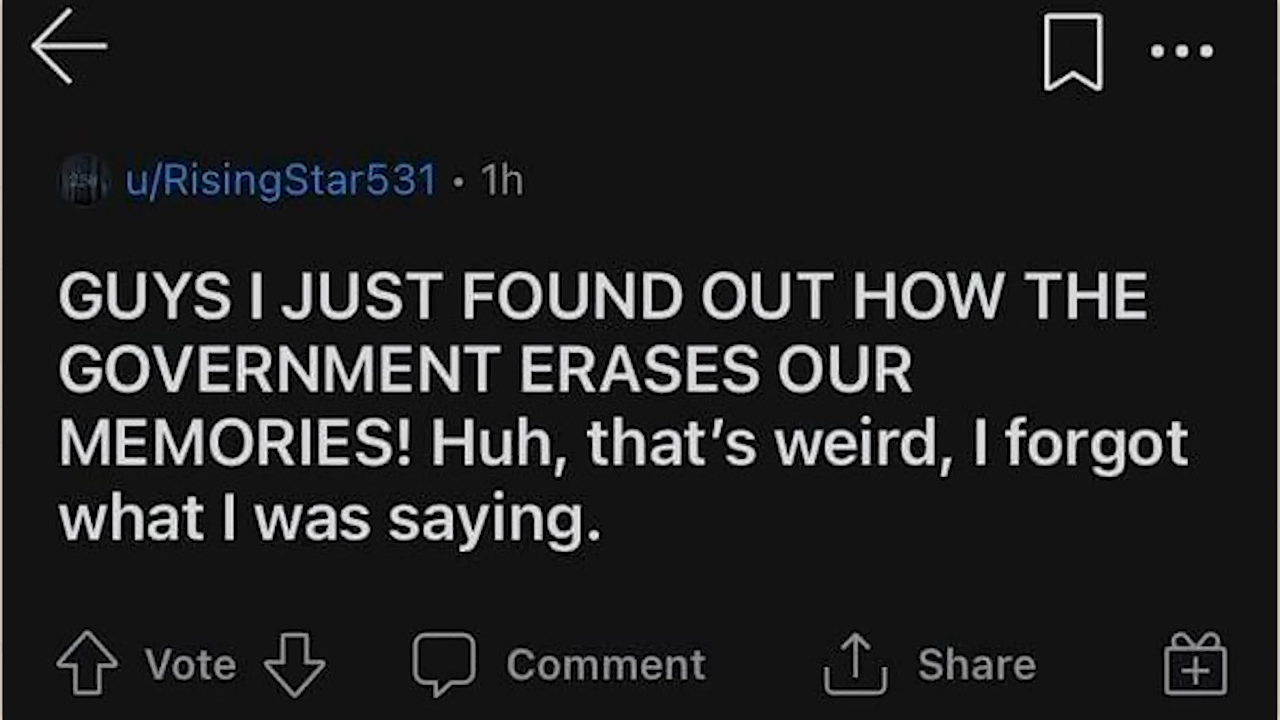 u/RisingStar531 • 1h
GUYS I JUST FOUND OUT HOW THE
GOVERNMENT ERASES OUR
MEMORIES! Huh, that’s weird, I forgot
what I was saying.
Vote Comment Share